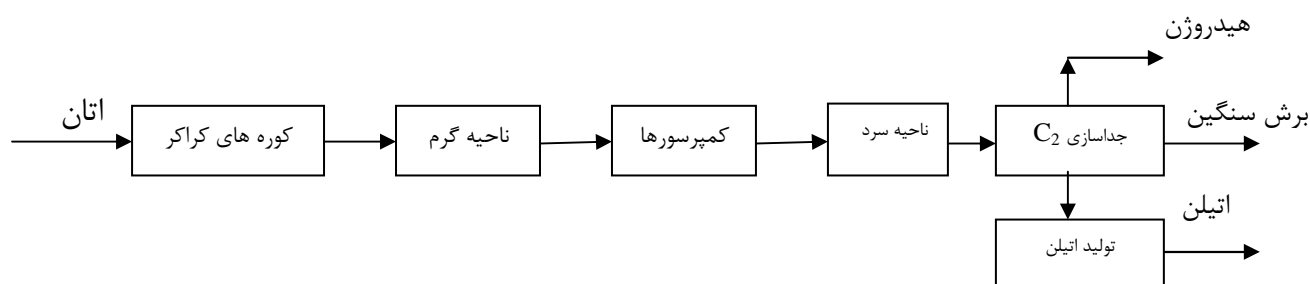 هیدروژن
اتان
کوره های کراکر
ناحیه گرم
کمپرسورها
ناحیه سرد
جداسازی C2
برش سنگین
اتیلن
تولید اتیلن